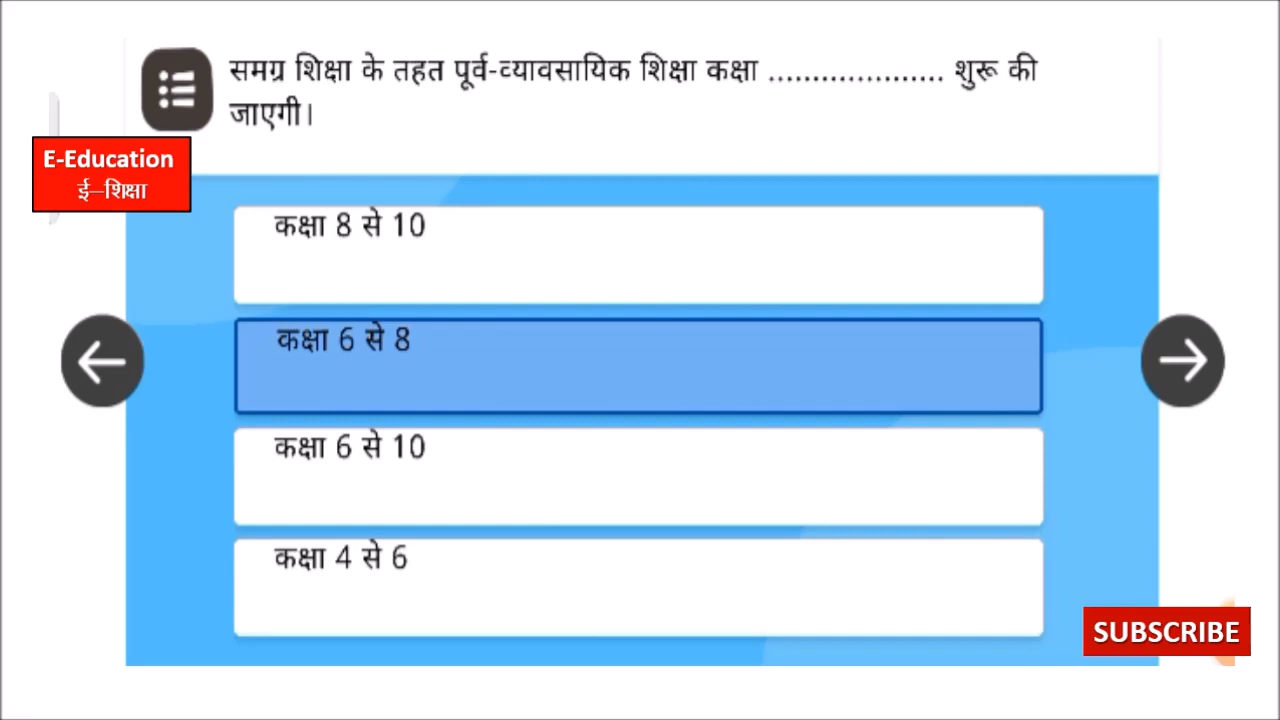 समग्र शिक्षा के तहत पूर्व-व्यावसायिक शिक्षा कक्षा .................... शुरू की
जाएगी।
E-Education
ई–शिक्षा
कक्षा 8 से 10
कक्षा 6 से 8
कक्षा 6 से 10
कक्षा 4 से 6
SUBSCRIBE